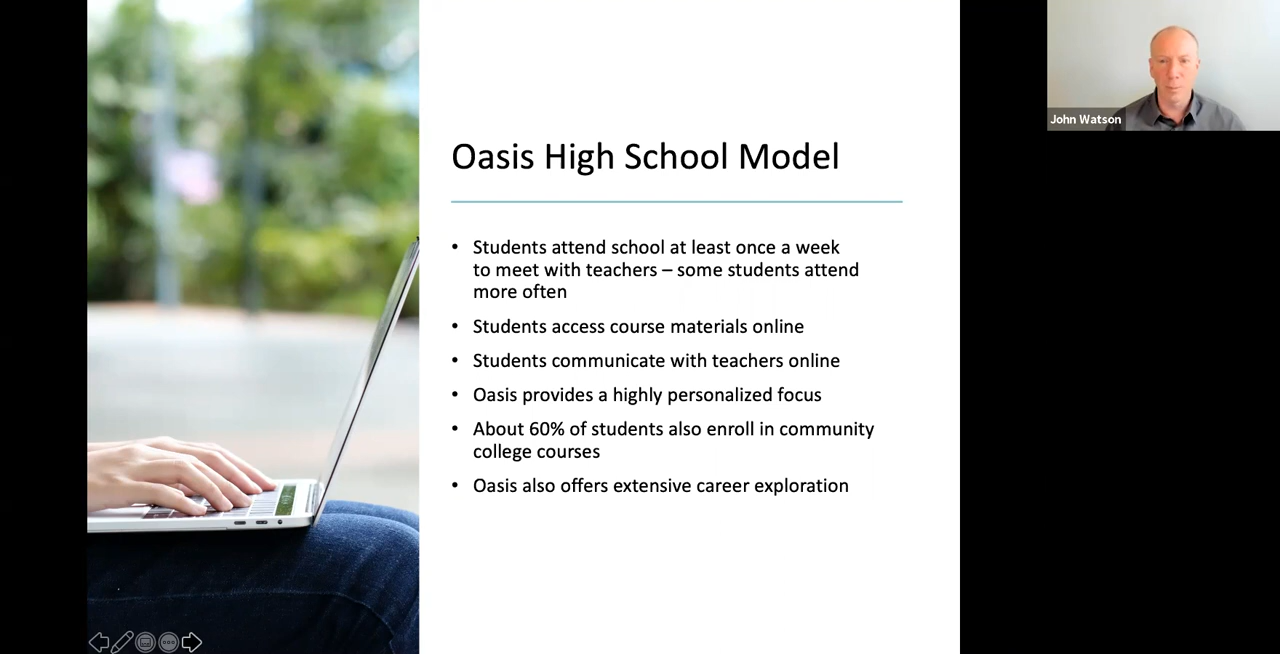 Oasis High School Model
• Students attend school at least once a week
to meet with teachers – some students attend
more often
• Students access course materials online
• Students communicate with teachers online
• Oasis provides a highly personalized focus
• About 60% of students also enroll in community
college courses
• Oasis also offers extensive career exploration
John Watson